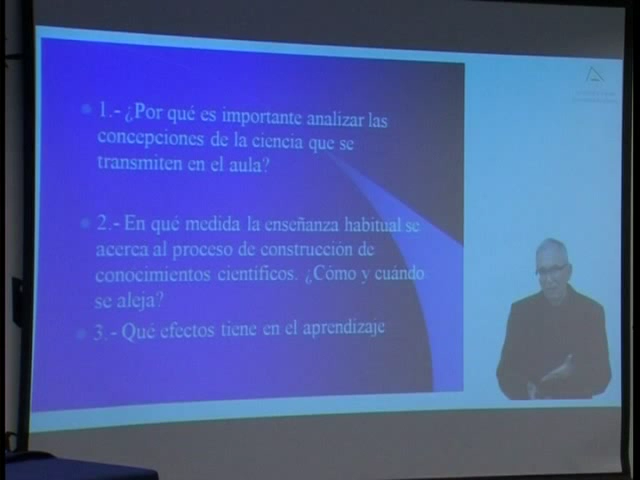 1.- ¿Por qué es importante analizar las
concepciones de la ciencia que se
transmiten en el aula?
2.- En qué medida la enseñanza habitual se
acerca al proceso de construcción de
conocimientos científicos. ¿Cómo y cuándo
se aleja?
3.- Qué efectos tiene en el aprendizaje